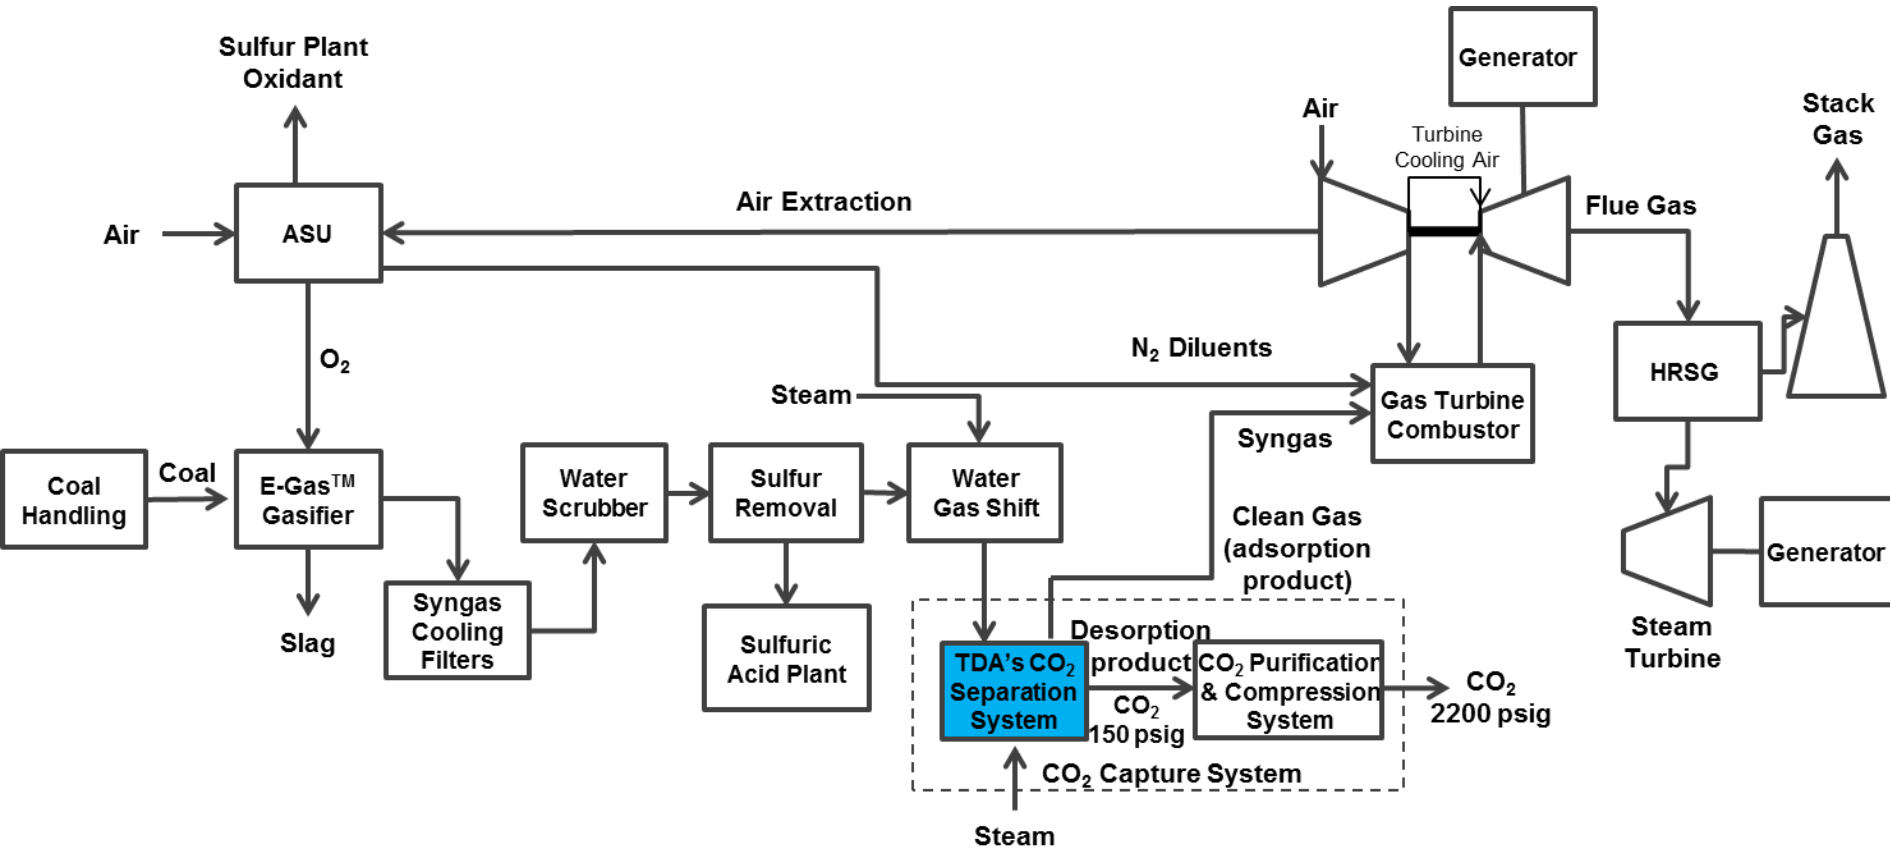 Sulfur Plant
Oxidant
Generator
Stack
Gas
Air
Turbine
Cooling Air
Air Extraction
Flue Gas
Air
ASU
O2
N2 Diluents
HRSG
Steam
Gas Turbine
Combustor
Syngas
Coal
Handling
Coal
E-Gas™
Gasifier
Water
Scrubber
Sulfur
Removal
Water
Gas Shift
Clean Gas
(adsorption
product)
Generator
Syngas
Cooling
Filters
Slag
Sulfuric
Acid Plant
Steam
Turbine
Desorption
product
TDA's CO2
Separation
System
CO2
150 psig
CO2 Purification
& Compression
System
CO2
2200 psig
CO2 Capture System
Steam